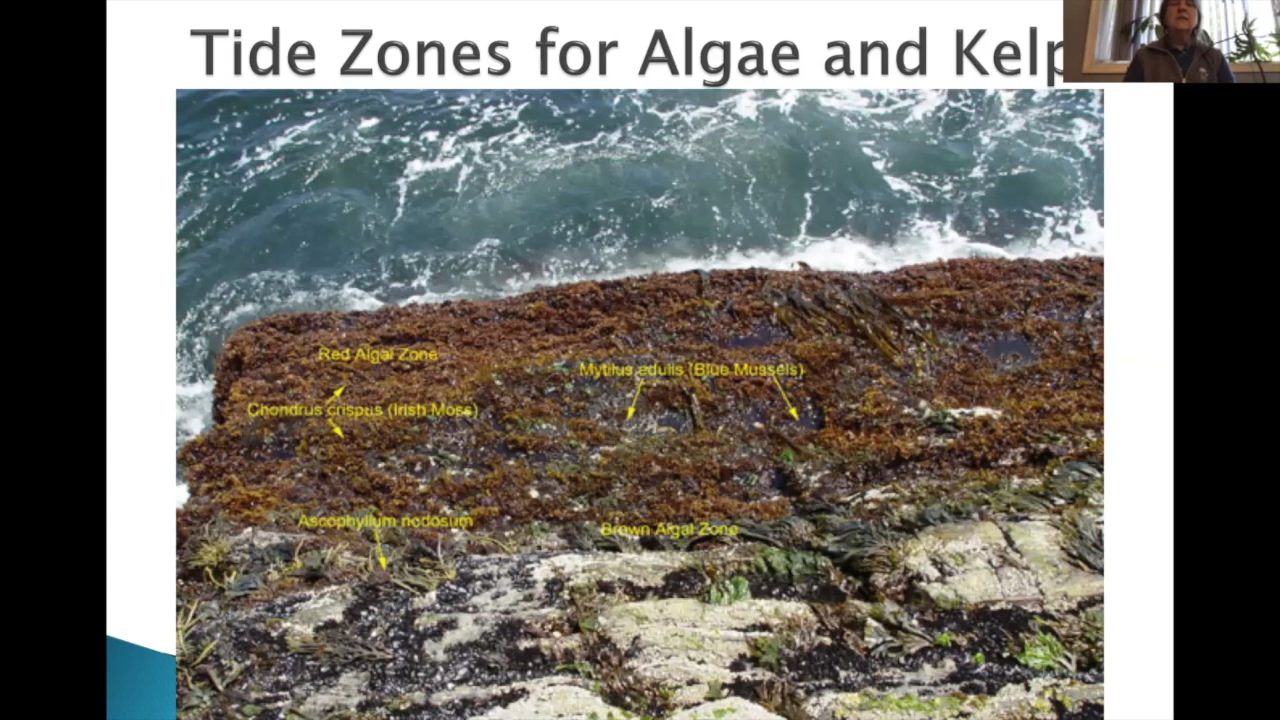 Tide Zones for Algae and Kelp
Red Algal Zone
Mytilus edulis (Blue Mussels)
Chondrus crispus (Irish Moss)
Ascophyllum nodosum
Brown Algal Zone